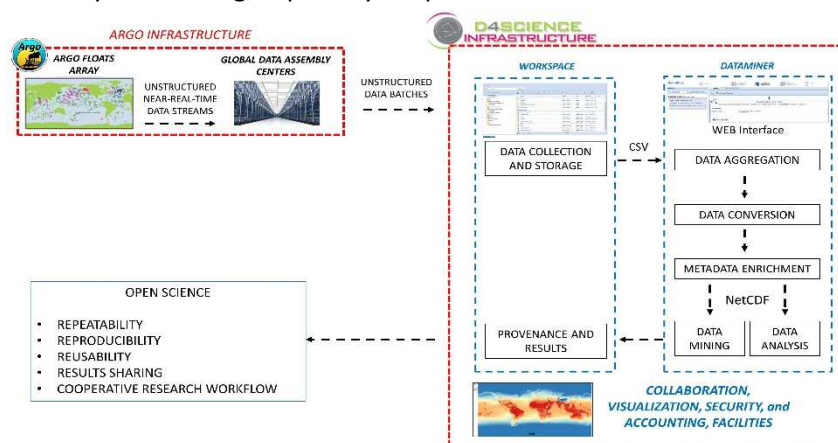 ARGO INFRASTRUCTURE
Argo
ARGO FLOATS
ARRAY
UNSTRUCTURED
NEAR-REAL-TIME
DATA STREAMS
GLOBAL DATA ASSEMBLY
CENTERS
UNSTRUCTURED
DATA BATCHES
D4SCIENCE
INFRASTRUCTURE
WORKSPACE
DATA COLLECTION
AND STORAGE
CSV
DATAMINER
WEB Interface
DATA AGGREGATION
DATA CONVERSION
METADATA ENRICHMENT
NetCDF
DATA
MINING
DATA
ANALYSIS
PROVENANCE AND
RESULTS
COLLABORATION,
VISUALIZATION, SECURITY, and
ACCOUNTING, FACILITIES
OPEN SCIENCE
• REPEATABILITY
• REPRODUCIBILITY
• REUSABILITY
• RESULTS SHARING
• COOPERATIVE RESEARCH WORKFLOW